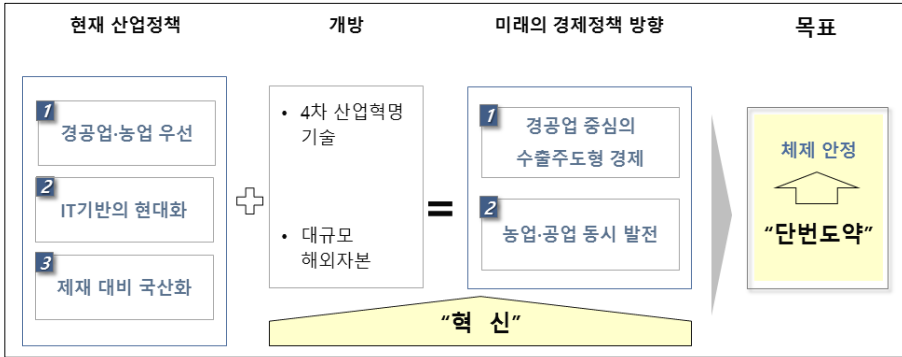 현재 산업정책
개방
미래의 경제정책 방향
목표
1
경공업·농업 우선
2
IT기반의 현대화
3
제재 대비 국산화
• 4차 산업혁명
기술
• 대규모
해외자본
=
1
경공업 중심의
수출주도형 경제
2
농업·공업 동시 발전
“혁 신”
체제 안정
“단번도약”